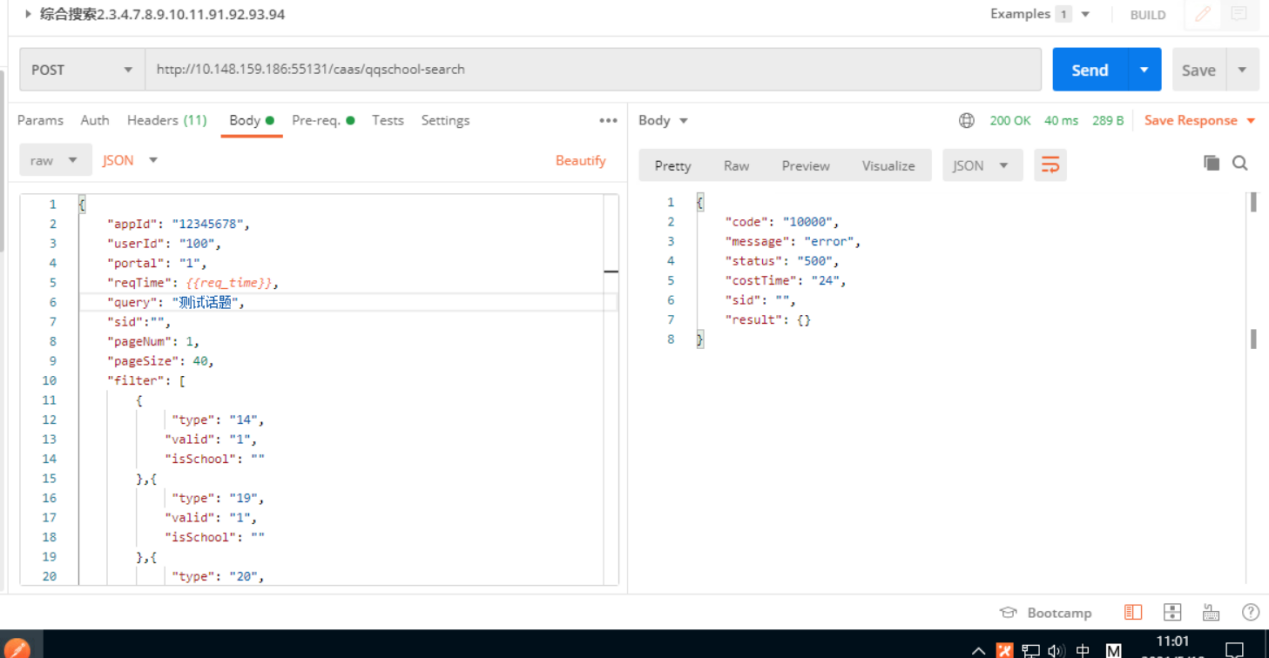 综合搜索2.3.4.7.8.9.10.11.91.92.93.94
Examples 1
BUILD
POST
http://10.148.159.186:55131/caas/qqschool-search
Send
Save
Params Auth Headers (11) Body Pre-req. Tests Settings
raw JSON Beautify
1 {
2 "appId": "12345678",
3 "userId": "100",
4 "portal": "1",
5 "reqTime": {{req_time}},
6 "query": "测试话题",
7 "sid":"",
8 "pageNum": 1,
9 "pageSize": 40,
10 "filter": [
11 {
12 "type": "14",
13 "valid": "1",
14 "isSchool": ""
15 },{
16 "type": "19",
17 "valid": "1",
18 "isSchool": ""
19 },{
20 "type": "20",
Body 200 OK 40 ms 289 B Save Response
Pretty Raw Preview Visualize JSON
1 {
2 "code": "10000",
3 "message": "error",
4 "status": "500",
5 "costTime": "24",
6 "sid": "",
7 "result": {}
8 }
Bootcamp
中 M 11:01